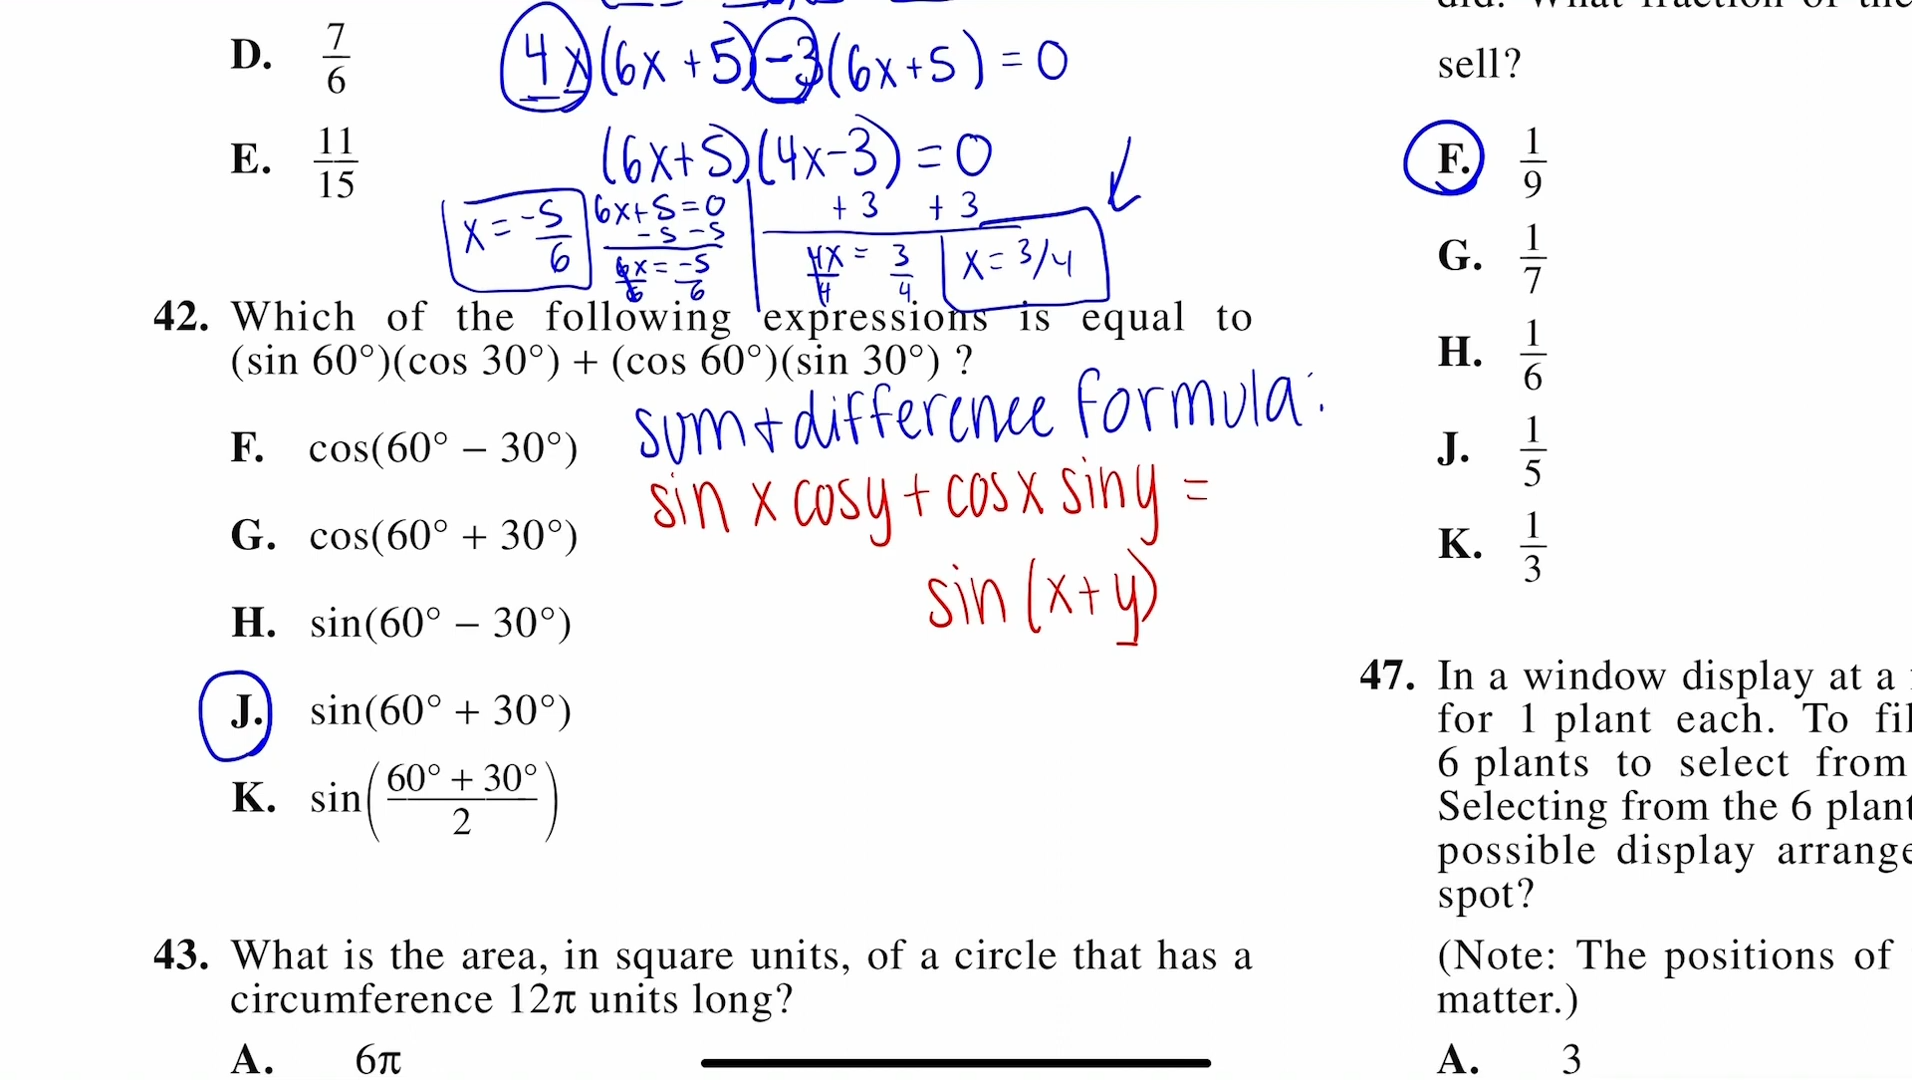 D. 7/6
4x(6x+5)-3(6x+5)=0
E. 11/15
(6x+5)(4x-3)=0
+3 +3
6x+5=0
-5 -5
6x/6 = -5/6
x = -5/6
4x/4 = 3/4
x = 3/4
42. Which of the following expressions is equal to
(sin 60°)(cos 30°) + (cos 60°)(sin 30°) ?
sum + difference formula:
F. cos(60° − 30°)
sin x cos y + cos x sin y =
G. cos(60° + 30°)
sin (x+y)
H. sin(60° − 30°)
J. sin(60° + 30°)
K. sin((60° + 30°)/2)
43. What is the area, in square units, of a circle that has a
circumference 12π units long?
A. 6π
sell?
F. 1/9
G. 1/7
H. 1/6
J. 1/5
K. 1/3
47. In a window display at a
for 1 plant each. To fil
6 plants to select from
Selecting from the 6 plant
possible display arrange
spot?
(Note: The positions of
matter.)
A. 3